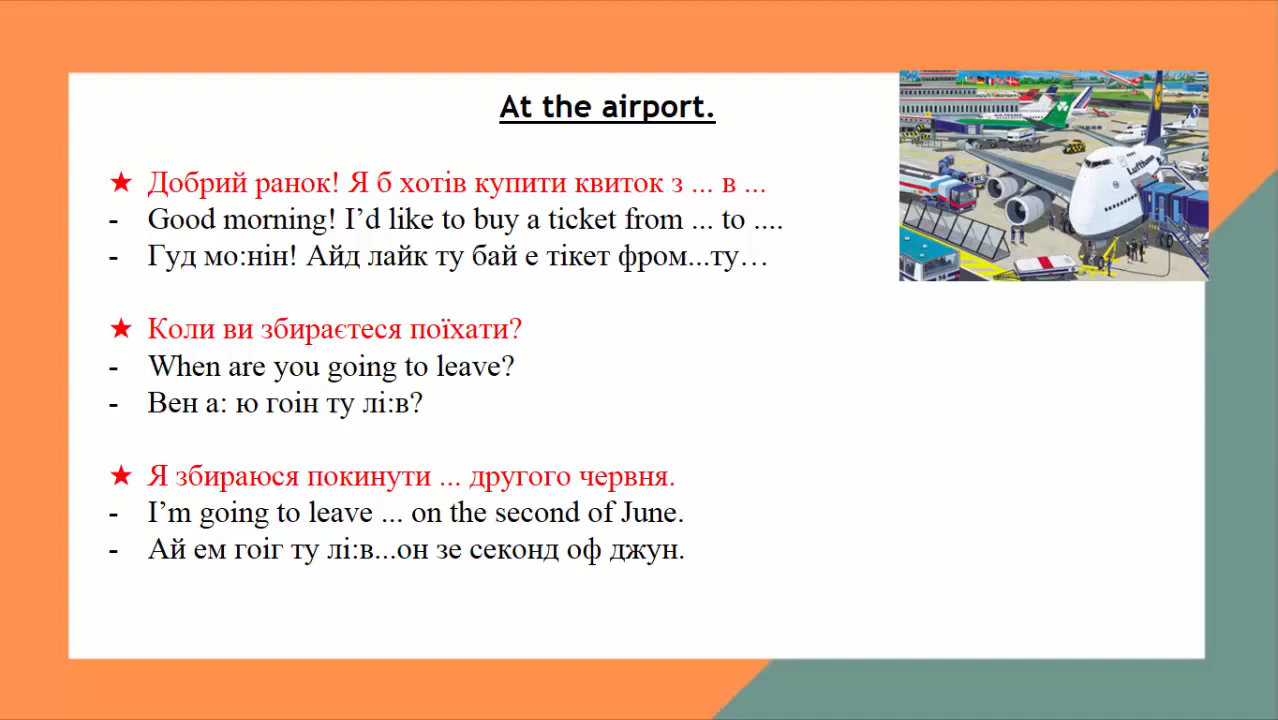 At the airport.
★ Добрий ранок! Я б хотів купити квиток з ... в ...
- Good morning! I’d like to buy a ticket from ... to ....
- Гуд мо:нін! Айд лайк ту бай е тікет фром...ту…
★ Коли ви збираєтеся поїхати?
- When are you going to leave?
- Вен а: ю гоін ту лі:в?
★ Я збираюся покинути ... другого червня.
- I’m going to leave ... on the second of June.
- Ай ем гоіг ту лі:в...он зе секонд оф джун.
Lufthansa